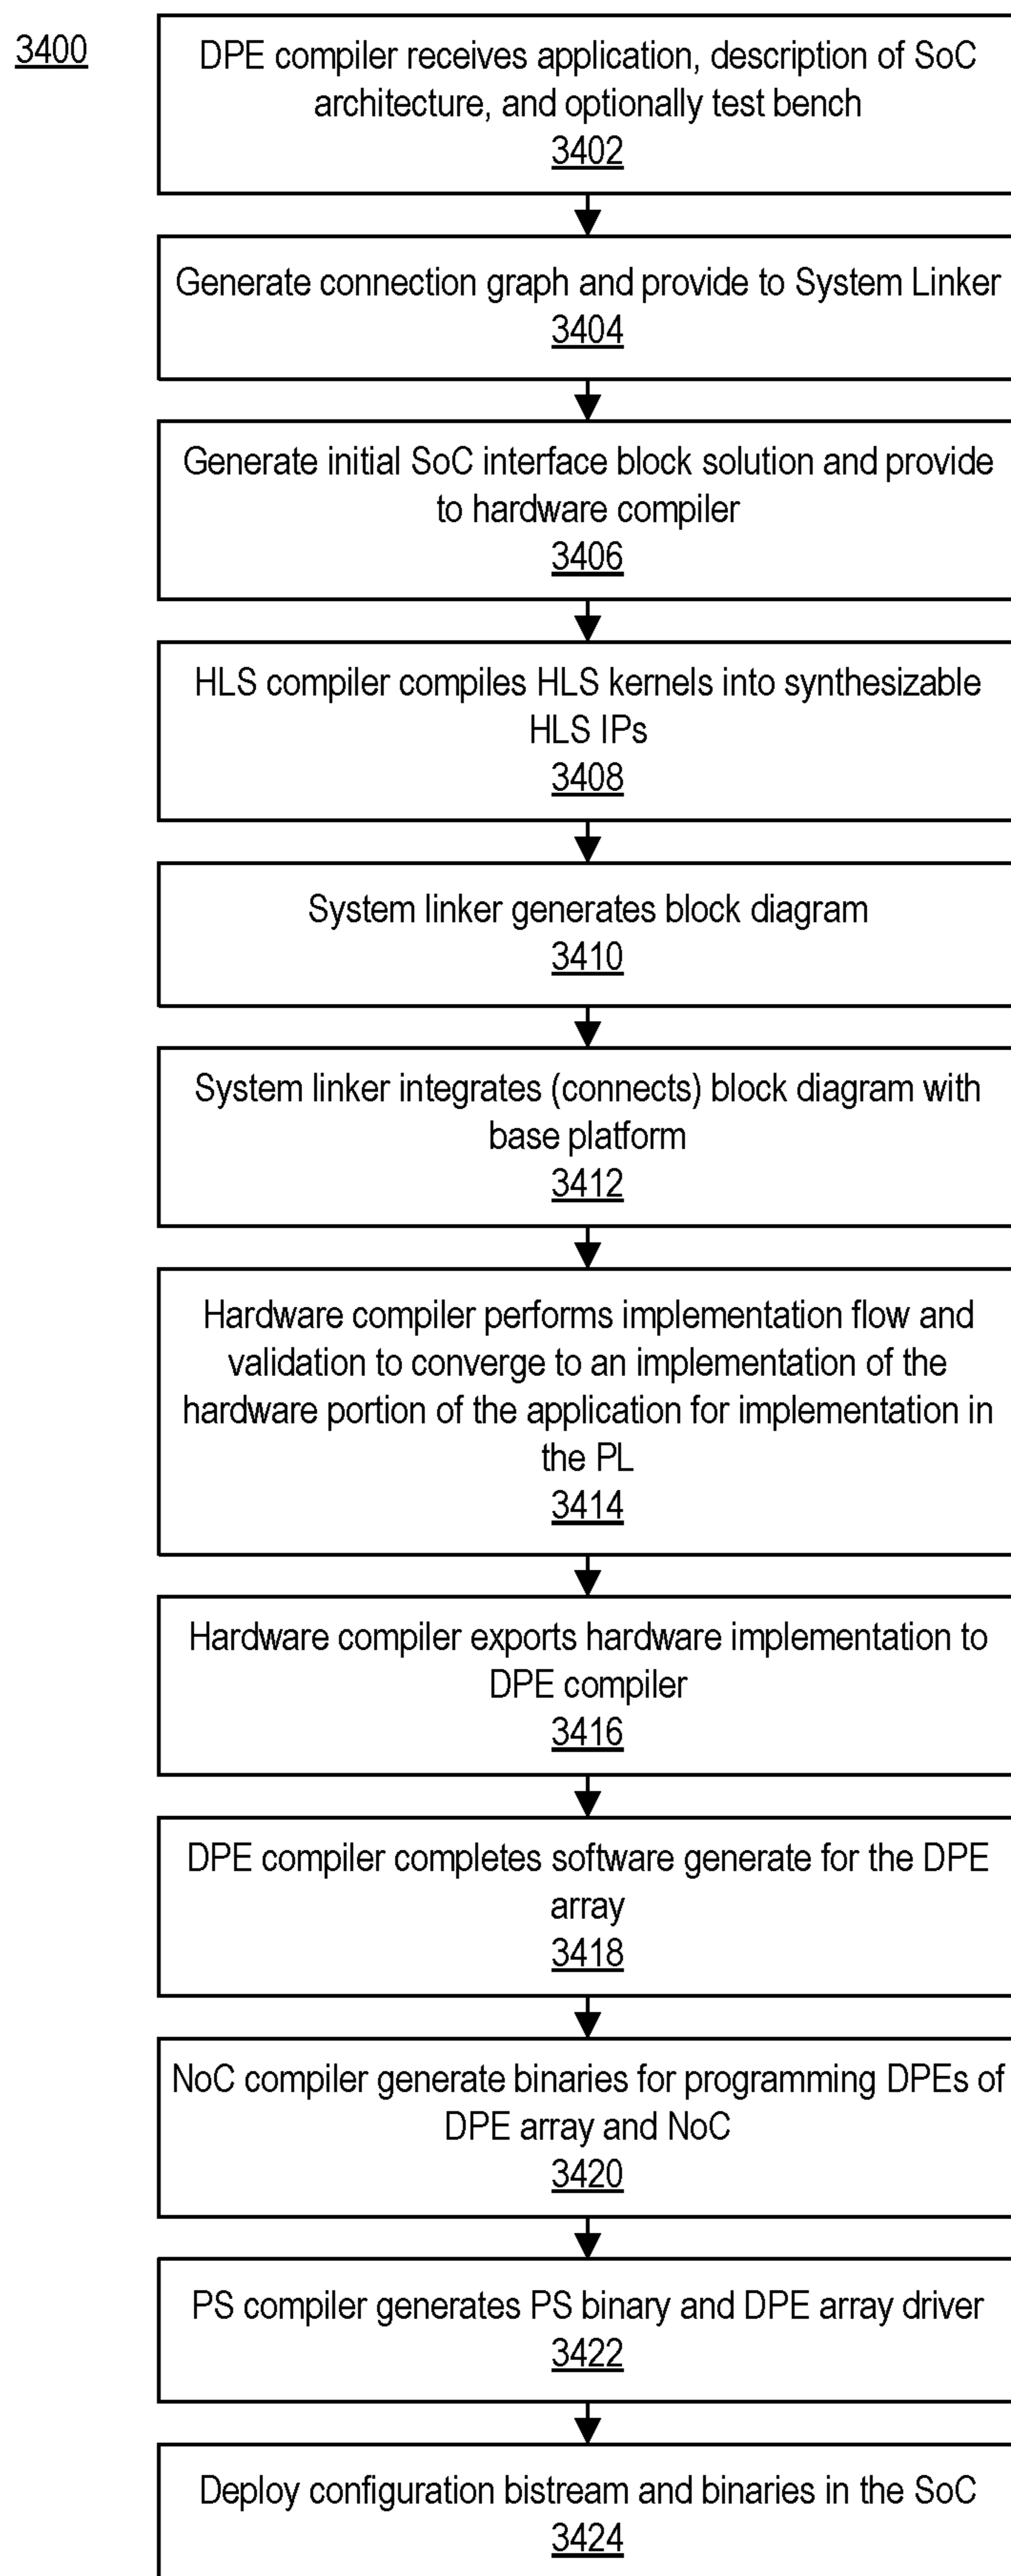 3400
DPE compiler receives application, description of SoC
architecture, and optionally test bench
3402
Generate connection graph and provide to System Linker
3404
Generate initial SoC interface block solution and provide
to hardware compiler
3406
HLS compiler compiles HLS kernels into synthesizable
HLS IPs
3408
System linker generates block diagram
3410
System linker integrates (connects) block diagram with
base platform
3412
Hardware compiler performs implementation flow and
validation to converge to an implementation of the
hardware portion of the application for implementation in
the PL
3414
Hardware compiler exports hardware implementation to
DPE compiler
3416
DPE compiler completes software generate for the DPE
array
3418
NoC compiler generate binaries for programming DPEs of
DPE array and NoC
3420
PS compiler generates PS binary and DPE array driver
3422
Deploy configuration bistream and binaries in the SoC
3424